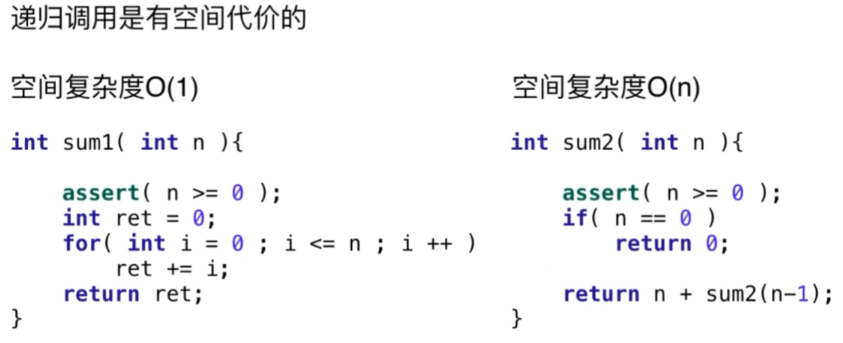 递归调用是有空间代价的
空间复杂度O(1)
int sum1( int n ){
    assert( n >= 0 );
    int ret = 0;
    for( int i = 0 ; i <= n ; i ++ )
        ret += i;
    return ret;
}
空间复杂度O(n)
int sum2( int n ){
    assert( n >= 0 );
    if( n == 0 )
        return 0;
    return n + sum2(n-1);
}